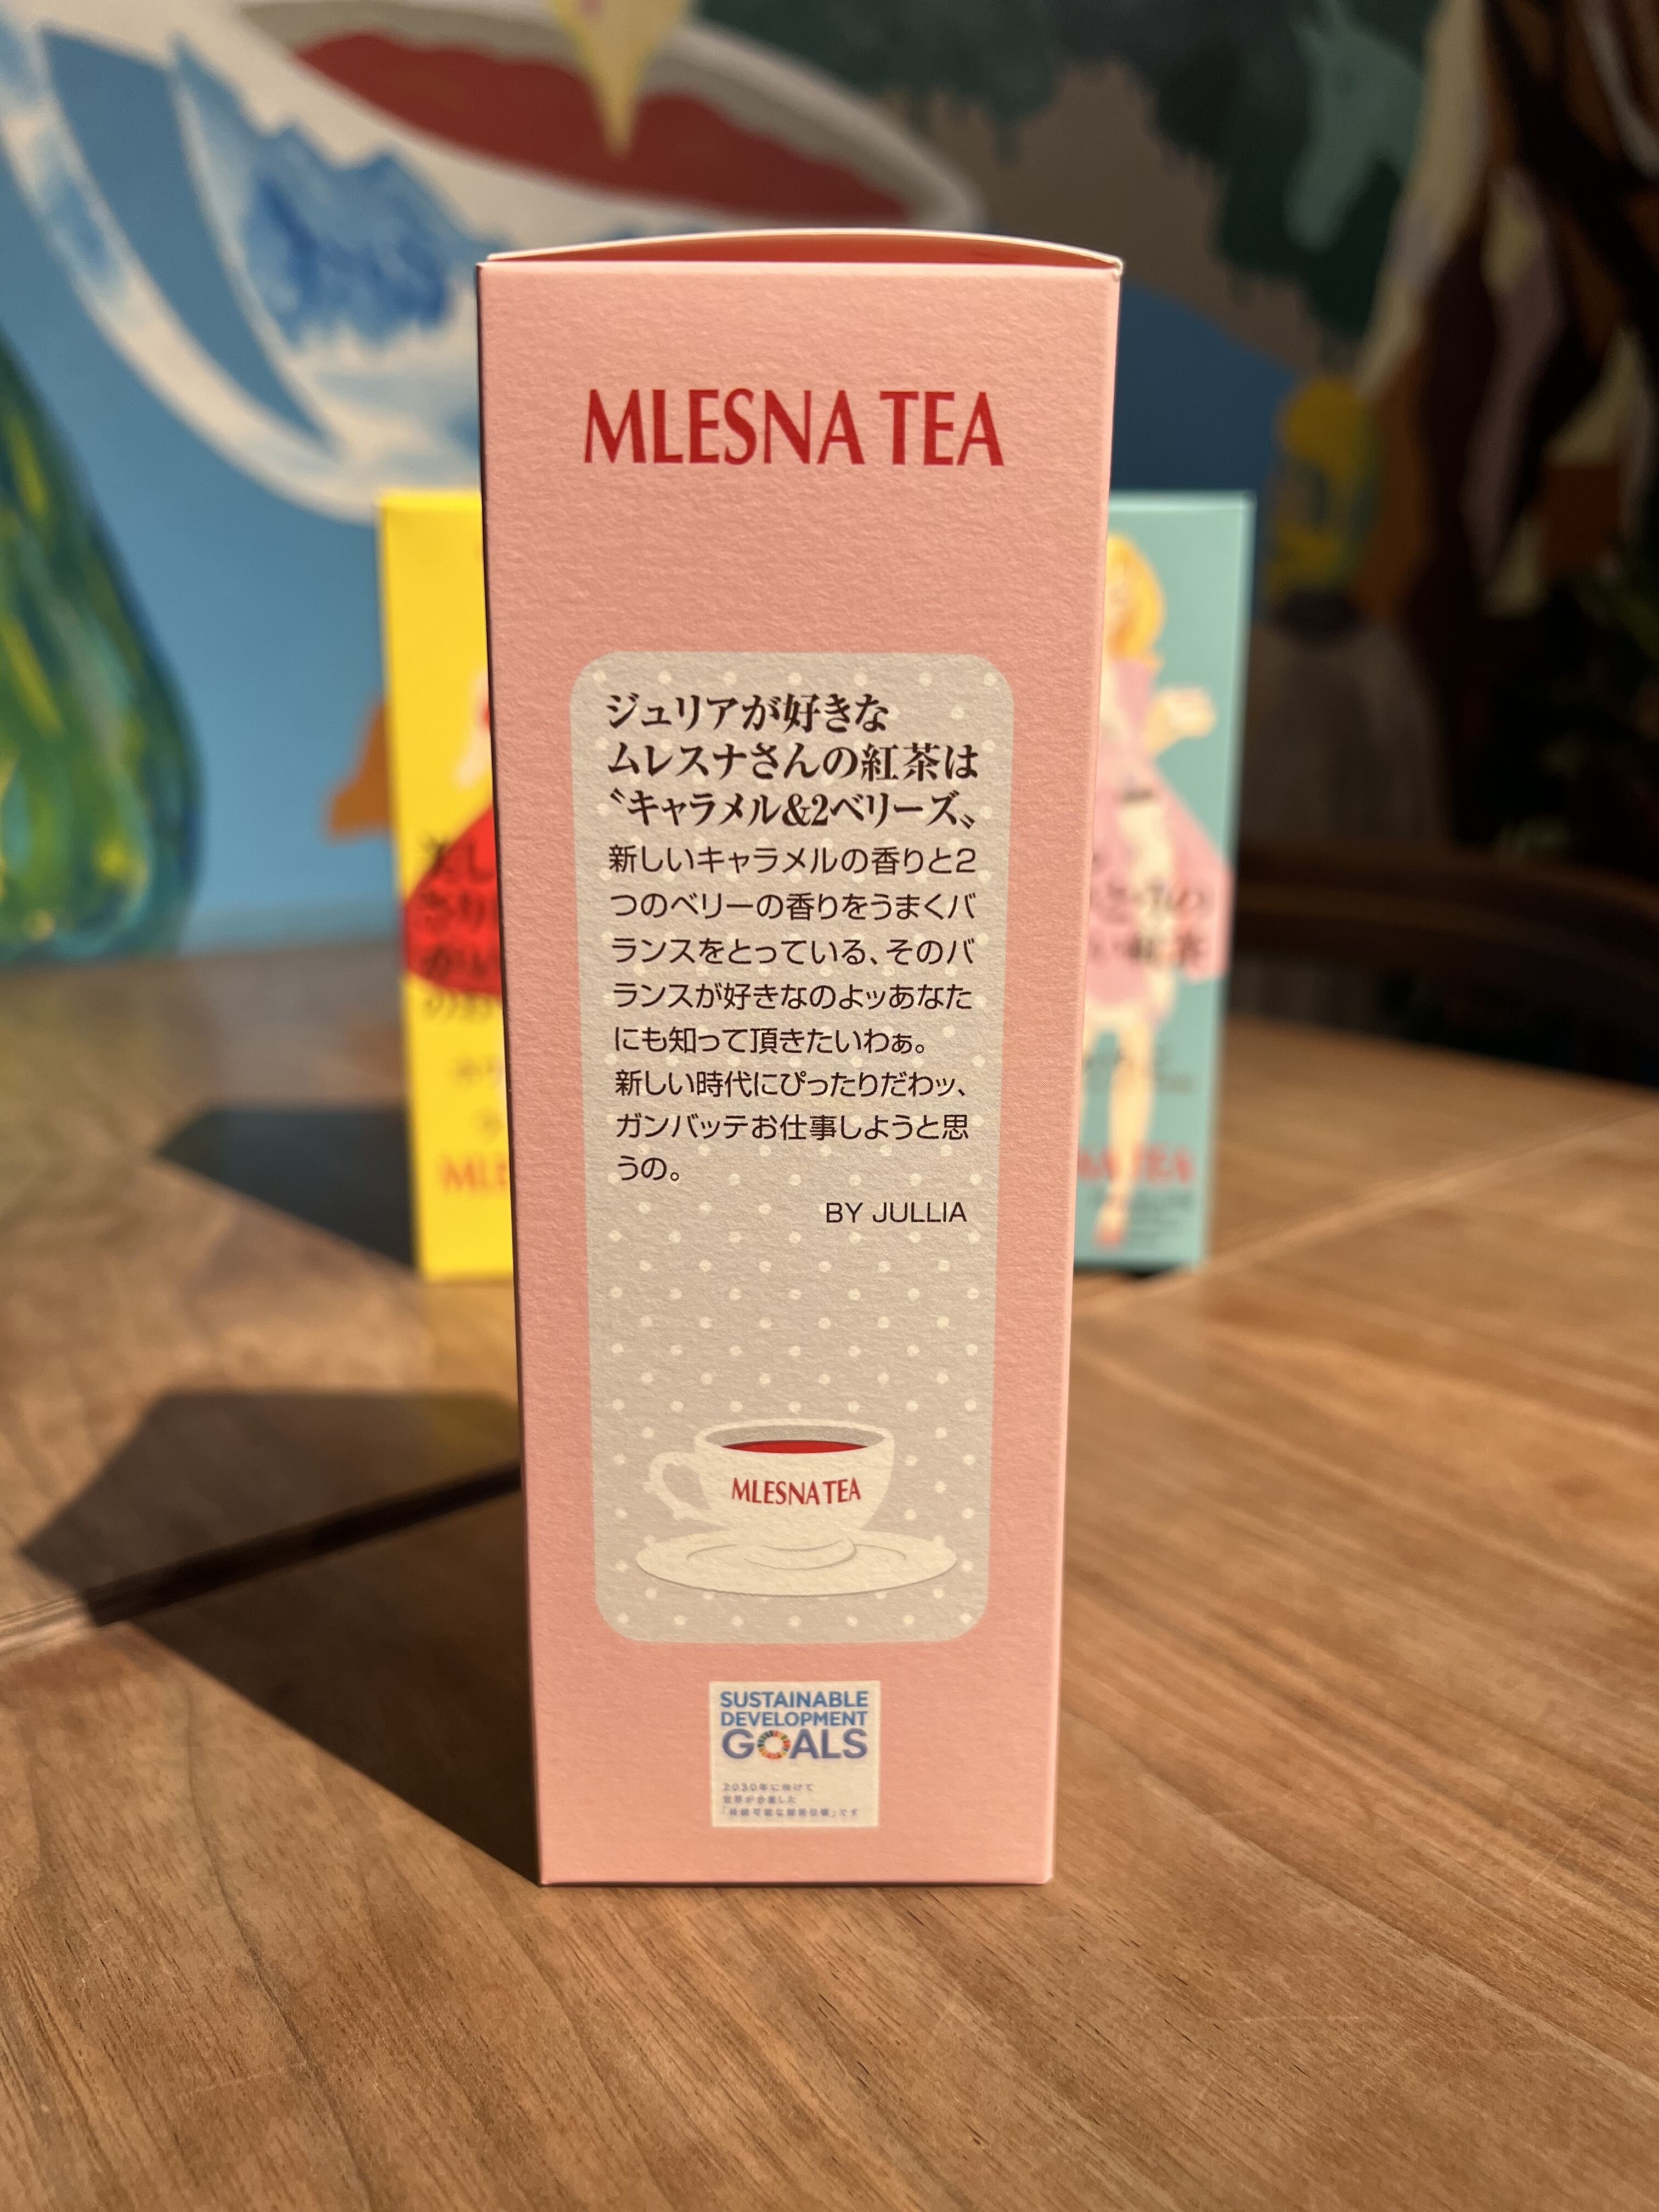 MLESNA TEA
ジュリアが好きな
ムレスナさんの紅茶は
〝キャラメル&2ベリーズ〟
新しいキャラメルの香りと2
つのベリーの香りをうまくバ
ランスをとっている、そのバ
ランスが好きなのよッあなた
にも知って頂きたいわぁ。
新しい時代にぴったりだわッ、
ガンバッテお仕事しようと思
うの。
BY JULLIA
MLESNA TEA
SUSTAINABLE
DEVELOPMENT
GOALS
2030年に向けて
世界が合意した
「持続可能な開発目標」です
美し
MLE
TEA